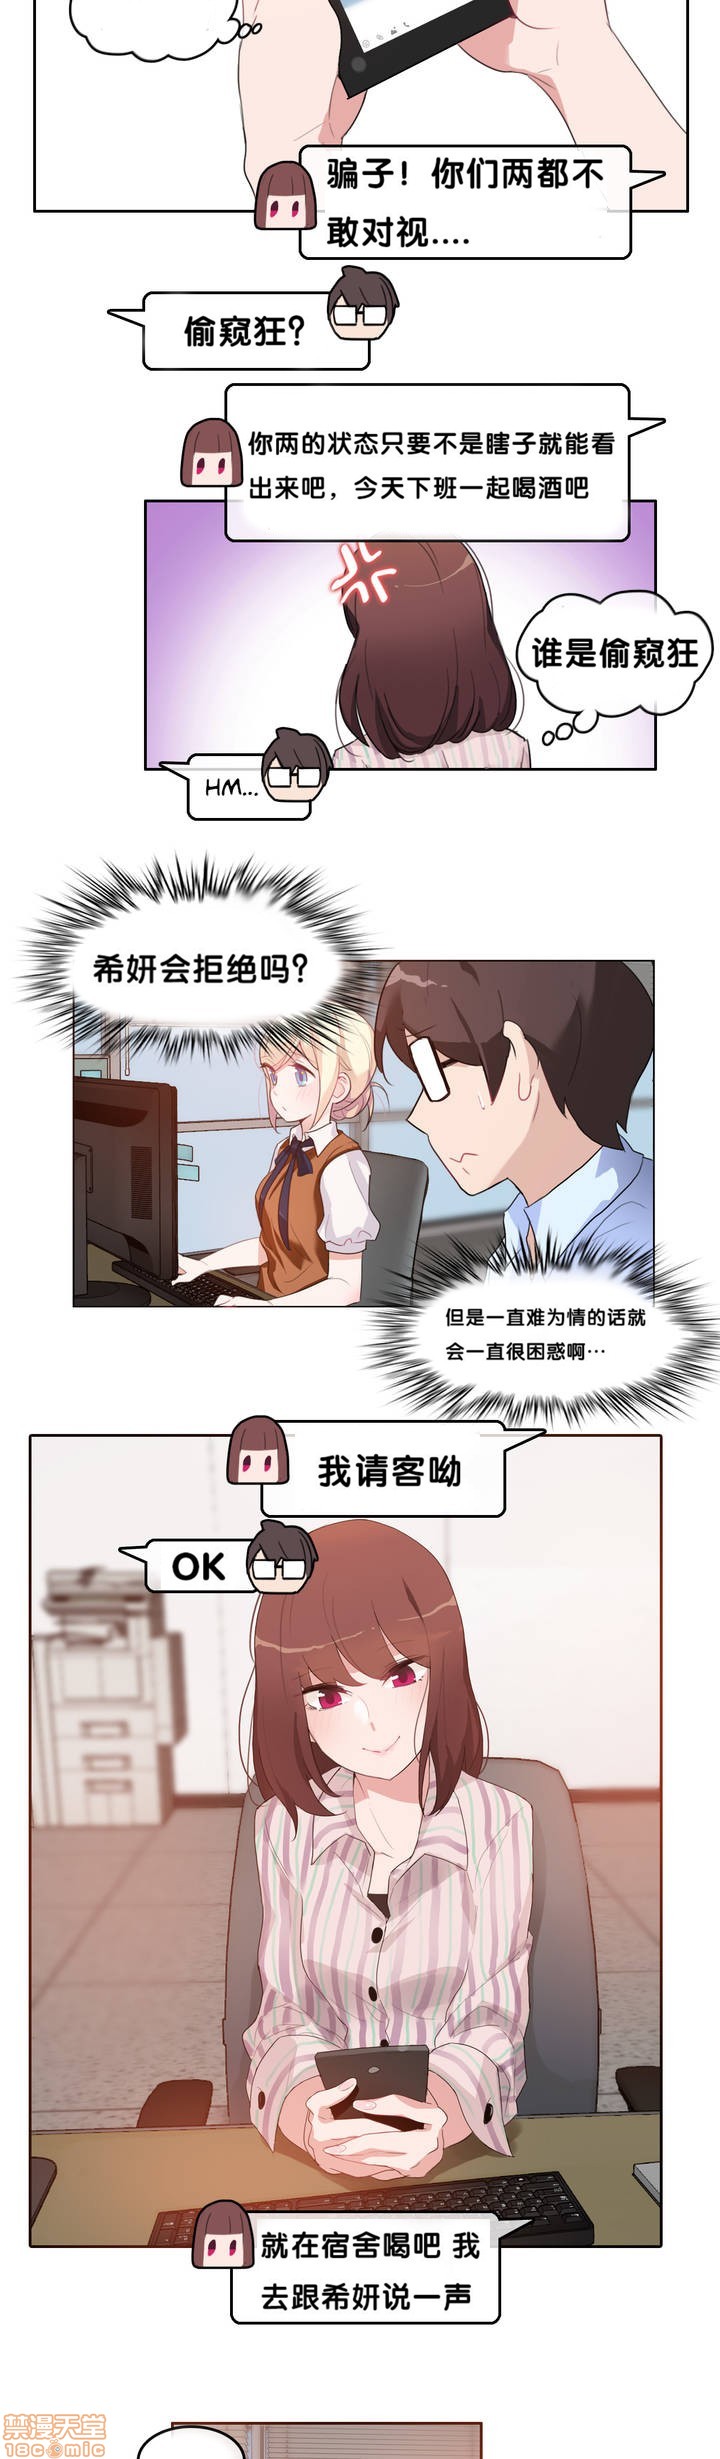 骗子！你们两都不
敢对视....
偷窥狂？
你两的状态只要不是瞎子就能看
出来吧，今天下班一起喝酒吧
谁是偷窥狂
HM...
希妍会拒绝吗？
但是一直难为情的话就
会一直很困惑啊…
我请客呦
OK
就在宿舍喝吧 我
去跟希妍说一声
禁漫天堂
18comic